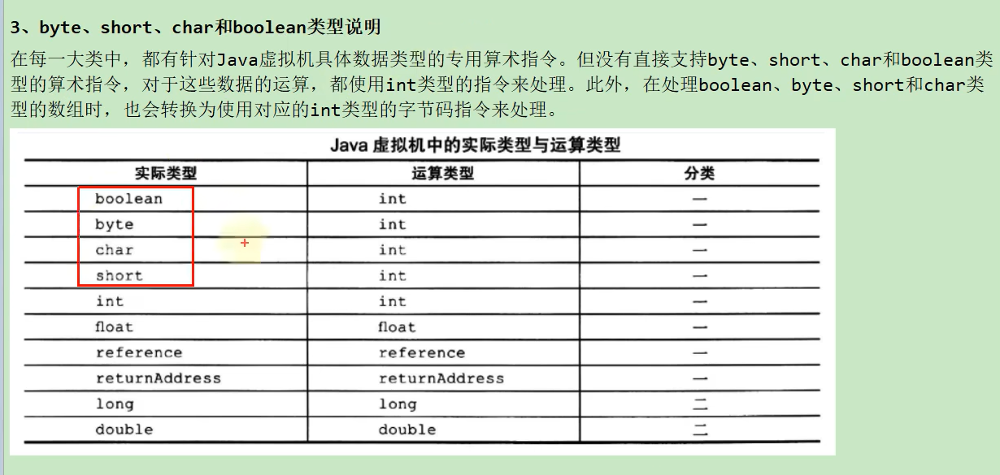 3、byte、short、char和boolean类型说明
在每一大类中，都有针对Java虚拟机具体数据类型的专用算术指令。但没有直接支持byte、short、char和boolean类
型的算术指令，对于这些数据的运算，都使用int类型的指令来处理。此外，在处理boolean、byte、short和char类
型的数组时，也会转换为使用对应的int类型的字节码指令来处理。
Java 虚拟机中的实际类型与运算类型
实际类型 运算类型 分类
boolean int 一
byte int 一
char int 一
short int 一
int int 一
float float 一
reference reference 一
returnAddress returnAddress 一
long long 二
double double 二